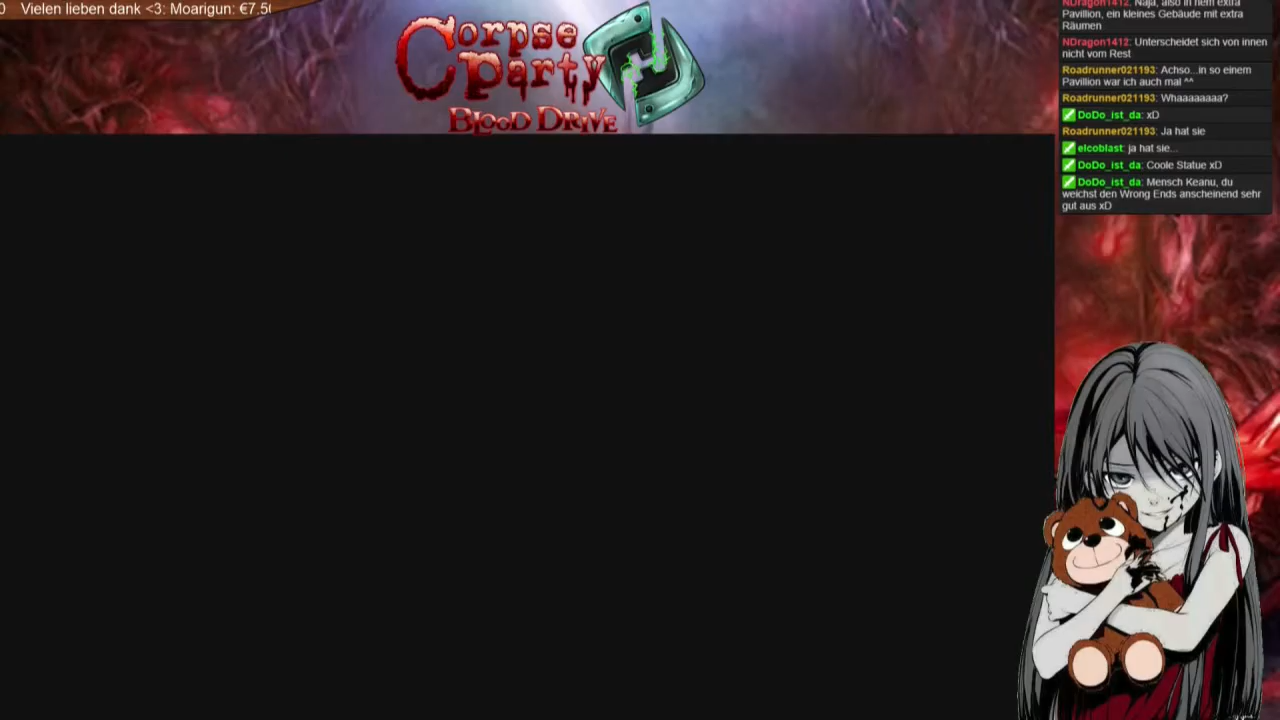 0 Vielen lieben dank <3: Moarigun: €7.50
Corpse
Party
BLOOD DRIVE
NDragon1412: Naja, also in nem extra
Pavillion, ein kleines Gebäude mit extra
Räumen
NDragon1412: Unterscheidet sich von innen
nicht vom Rest
Roadrunner021193: Achso...in so einem
Pavillion war ich auch mal ^^
Roadrunner021193: Whaaaaaaaa?
DoDo_ist_da: xD
Roadrunner021193: Ja hat sie
elcoblast: ja hat sie...
DoDo_ist_da: Coole Statue xD
DoDo_ist_da: Mensch Keanu, du
weichst den Wrong Ends anscheinend sehr
gut aus xD